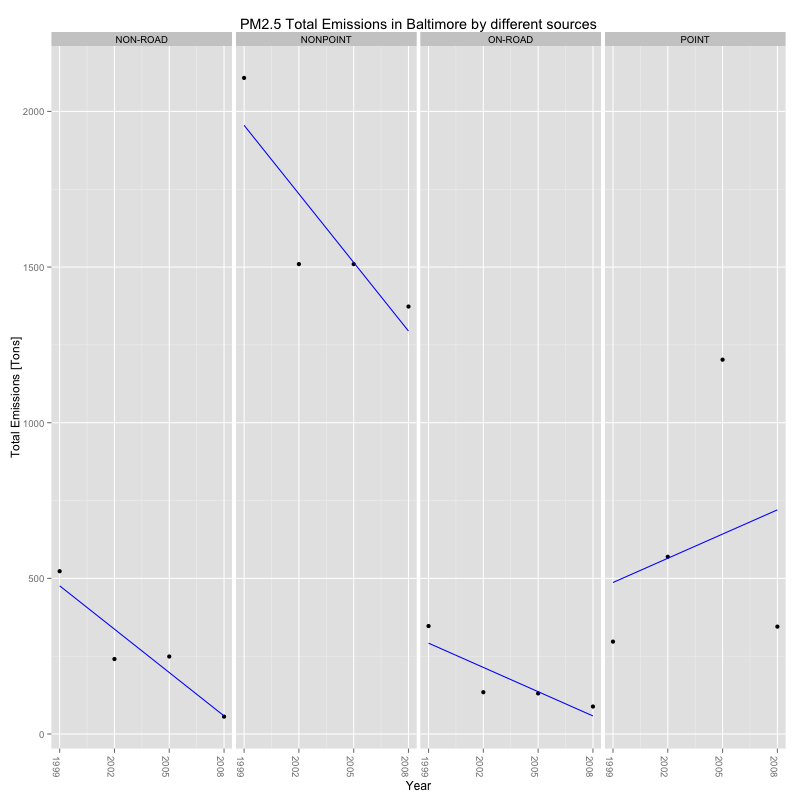 PM2.5 Total Emissions in Baltimore by different sources
NON-ROAD NONPOINT ON-ROAD POINT
2000
1500
1000
500
0
Total Emissions [Tons]
1999 2002 2005 2008 1999 2002 2005 2008 1999 2002 2005 2008 1999 2002 2005 2008
Year